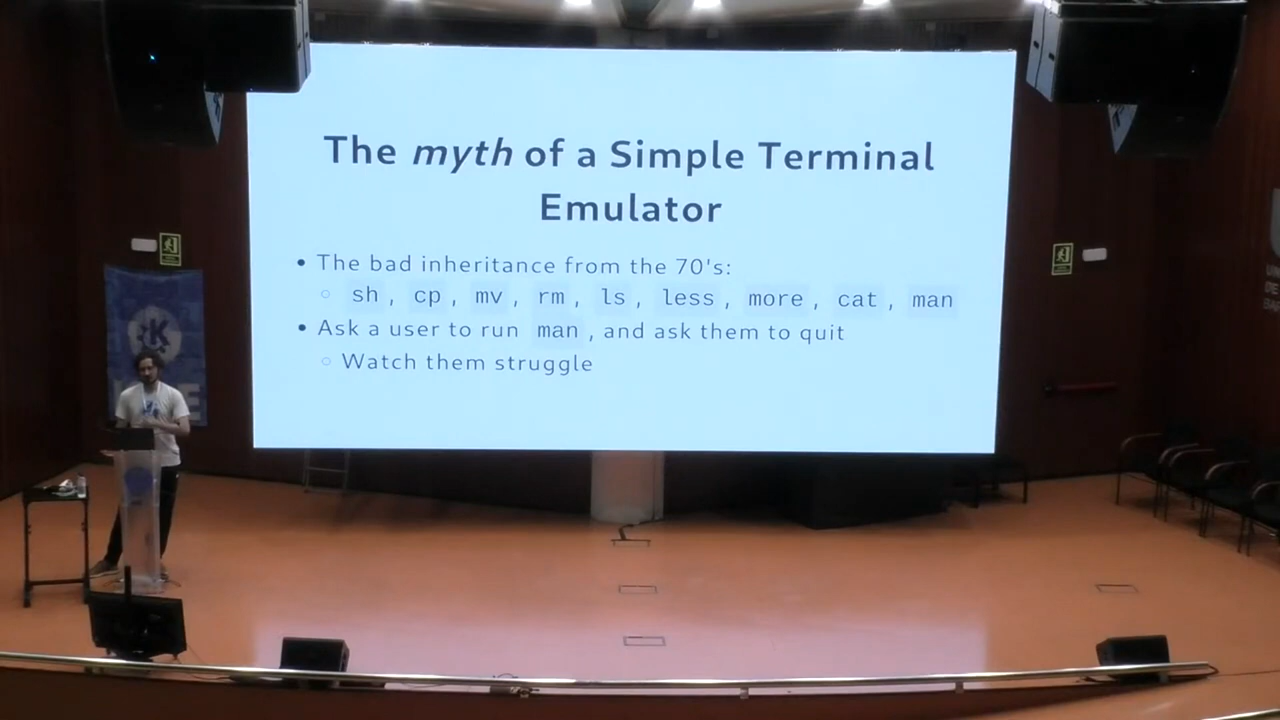 The myth of a Simple Terminal
Emulator
• The bad inheritance from the 70's:
○ sh , cp , mv , rm , ls , less , more , cat , man
• Ask a user to run man , and ask them to quit
○ Watch them struggle